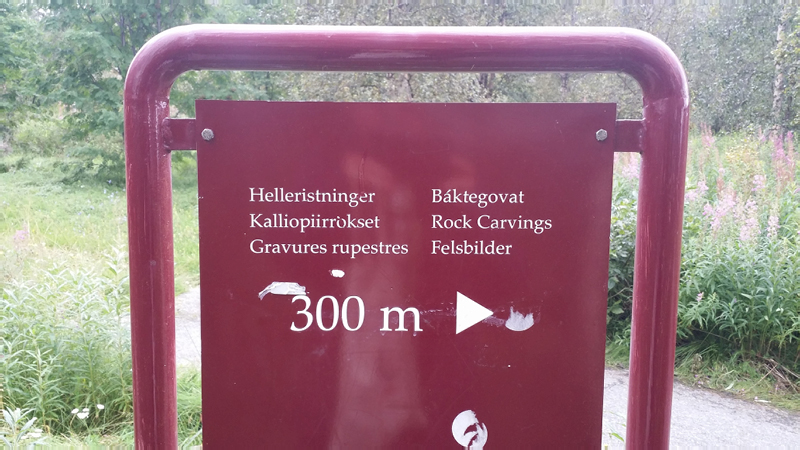 Helleristninger
Kalliopiirrokset
Gravures rupestres
Báktegovat
Rock Carvings
Felsbilder
300 m